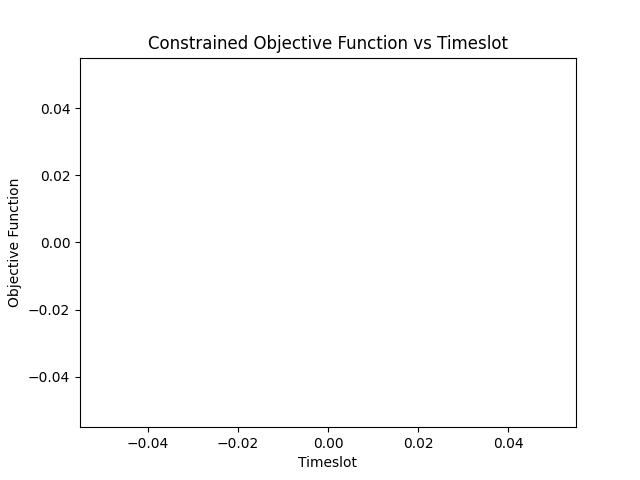 Constrained Objective Function vs Timeslot
0.04
0.02
0.00
−0.02
−0.04
Objective Function
−0.04 −0.02 0.00 0.02 0.04
Timeslot